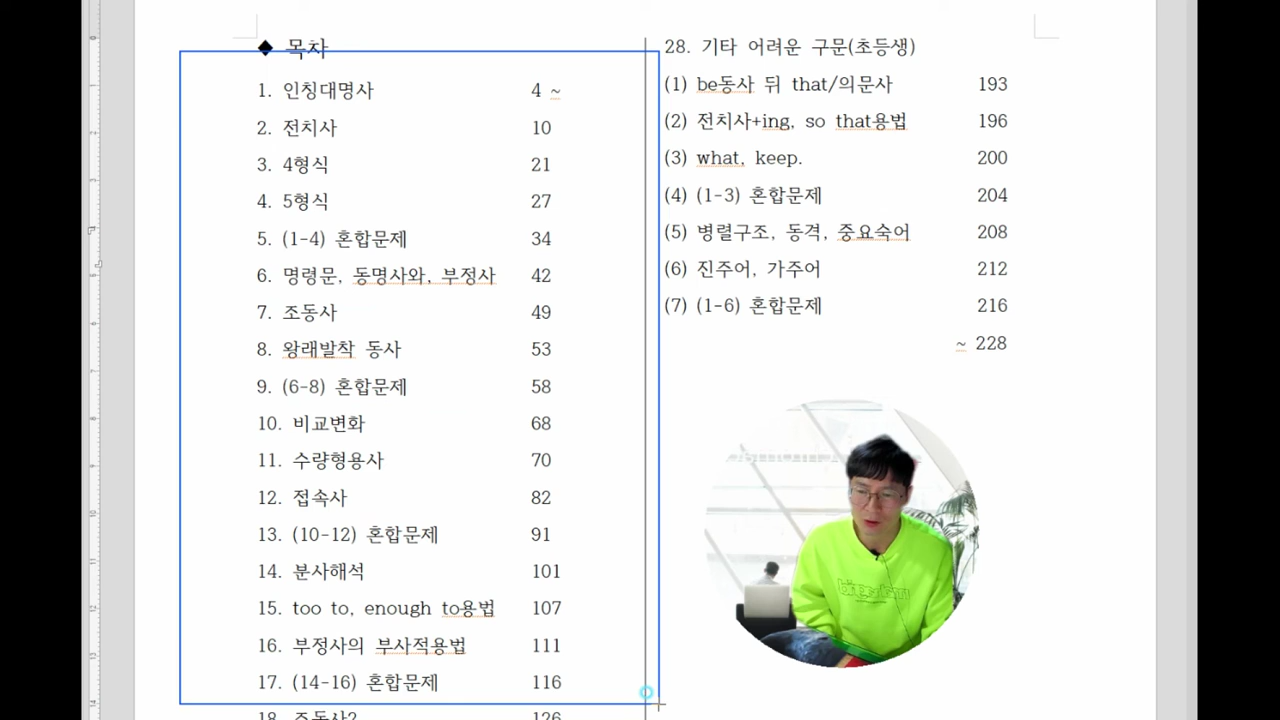 ◆ 목차
1. 인칭대명사 4 ~
2. 전치사 10
3. 4형식 21
4. 5형식 27
5. (1-4) 혼합문제 34
6. 명령문, 동명사와, 부정사 42
7. 조동사 49
8. 왕래발착 동사 53
9. (6-8) 혼합문제 58
10. 비교변화 68
11. 수량형용사 70
12. 접속사 82
13. (10-12) 혼합문제 91
14. 분사해석 101
15. too to, enough to용법 107
16. 부정사의 부사적용법 111
17. (14-16) 혼합문제 116
18. 조동사2 126
28. 기타 어려운 구문(초등생)
(1) be동사 뒤 that/의문사 193
(2) 전치사+ing, so that용법 196
(3) what, keep. 200
(4) (1-3) 혼합문제 204
(5) 병렬구조, 동격, 중요숙어 208
(6) 진주어, 가주어 212
(7) (1-6) 혼합문제 216
~ 228